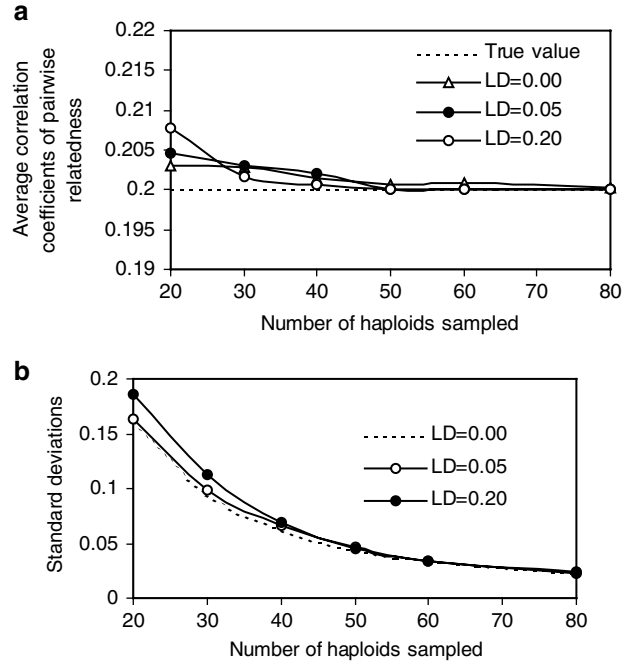 a
Average correlation
coefficients of pairwise
relatedness
0.22
0.215
0.21
0.205
0.2
0.195
0.19
True value
LD=0.00
LD=0.05
LD=0.20
20 30 40 50 60 70 80
Number of haploids sampled
b
Standard deviations
0.2
0.15
0.1
0.05
0
LD=0.00
LD=0.05
LD=0.20
20 30 40 50 60 70 80
Number of haploids sampled